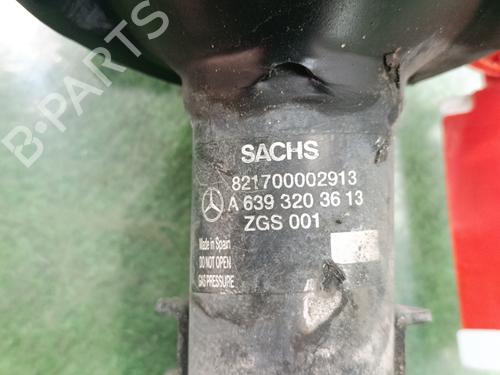 B-PARTS
SACHS
821700002913
A 639 320 36 13
ZGS 001
Made in Spain
DO NOT OPEN
GAS PRESSURE